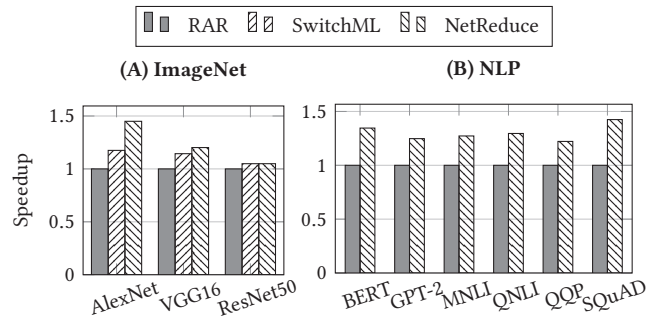 RAR SwitchML NetReduce
(A) ImageNet
(B) NLP
Speedup
1.5
1
0.5
0
AlexNet VGG16 ResNet50
1.5
1
0.5
0
BERT GPT-2 MNLI QNLI QQP SQuAD